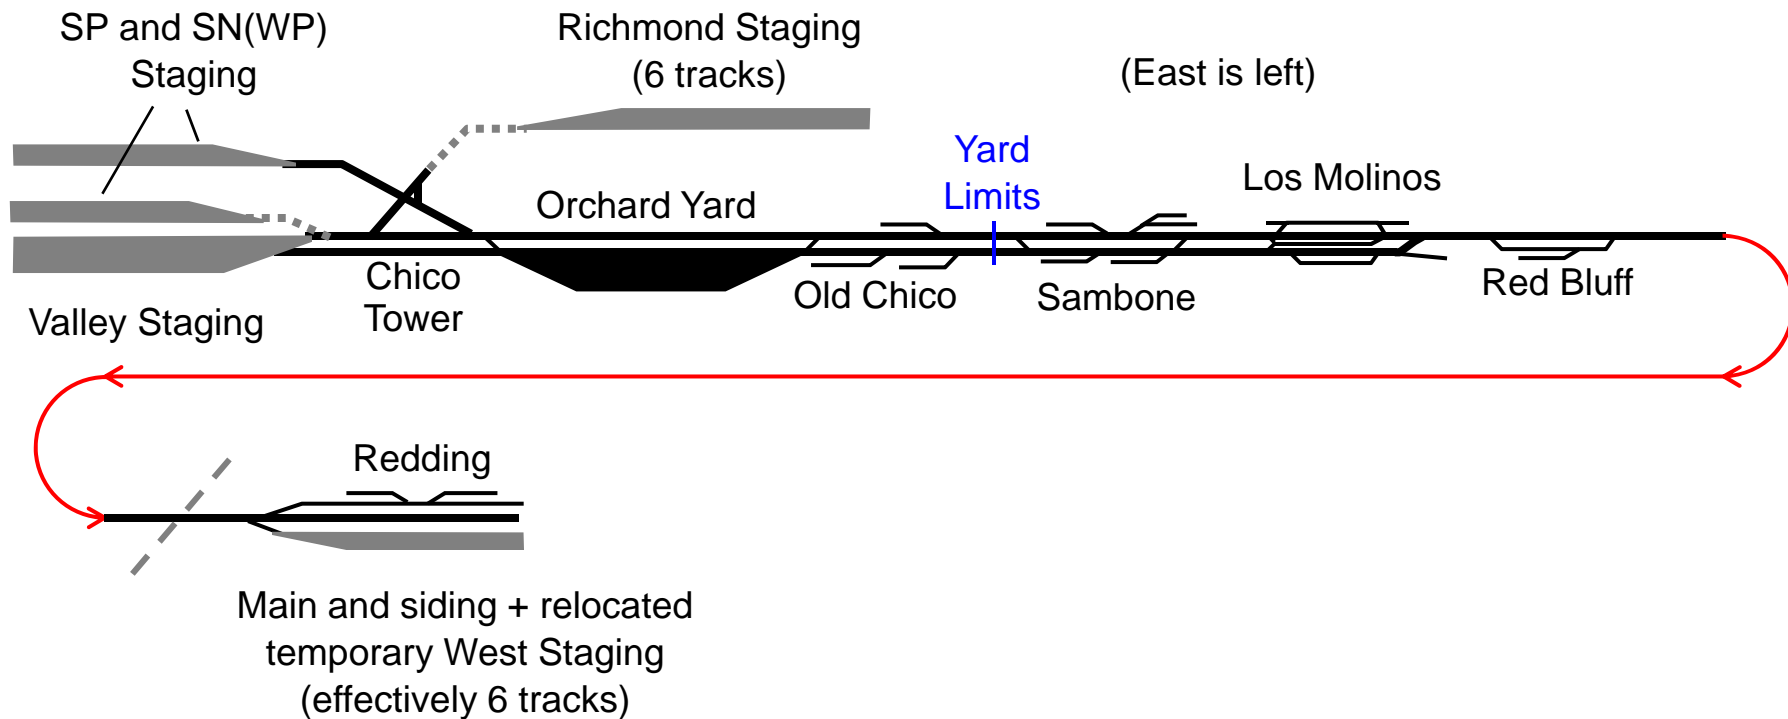 SP and SN(WP)
Staging
Richmond Staging
(6 tracks)
(East is left)
Yard
Limits
Los Molinos
Orchard Yard
Chico
Tower
Old Chico
Sambone
Red Bluff
Valley Staging
Redding
Main and siding + relocated
temporary West Staging
(effectively 6 tracks)